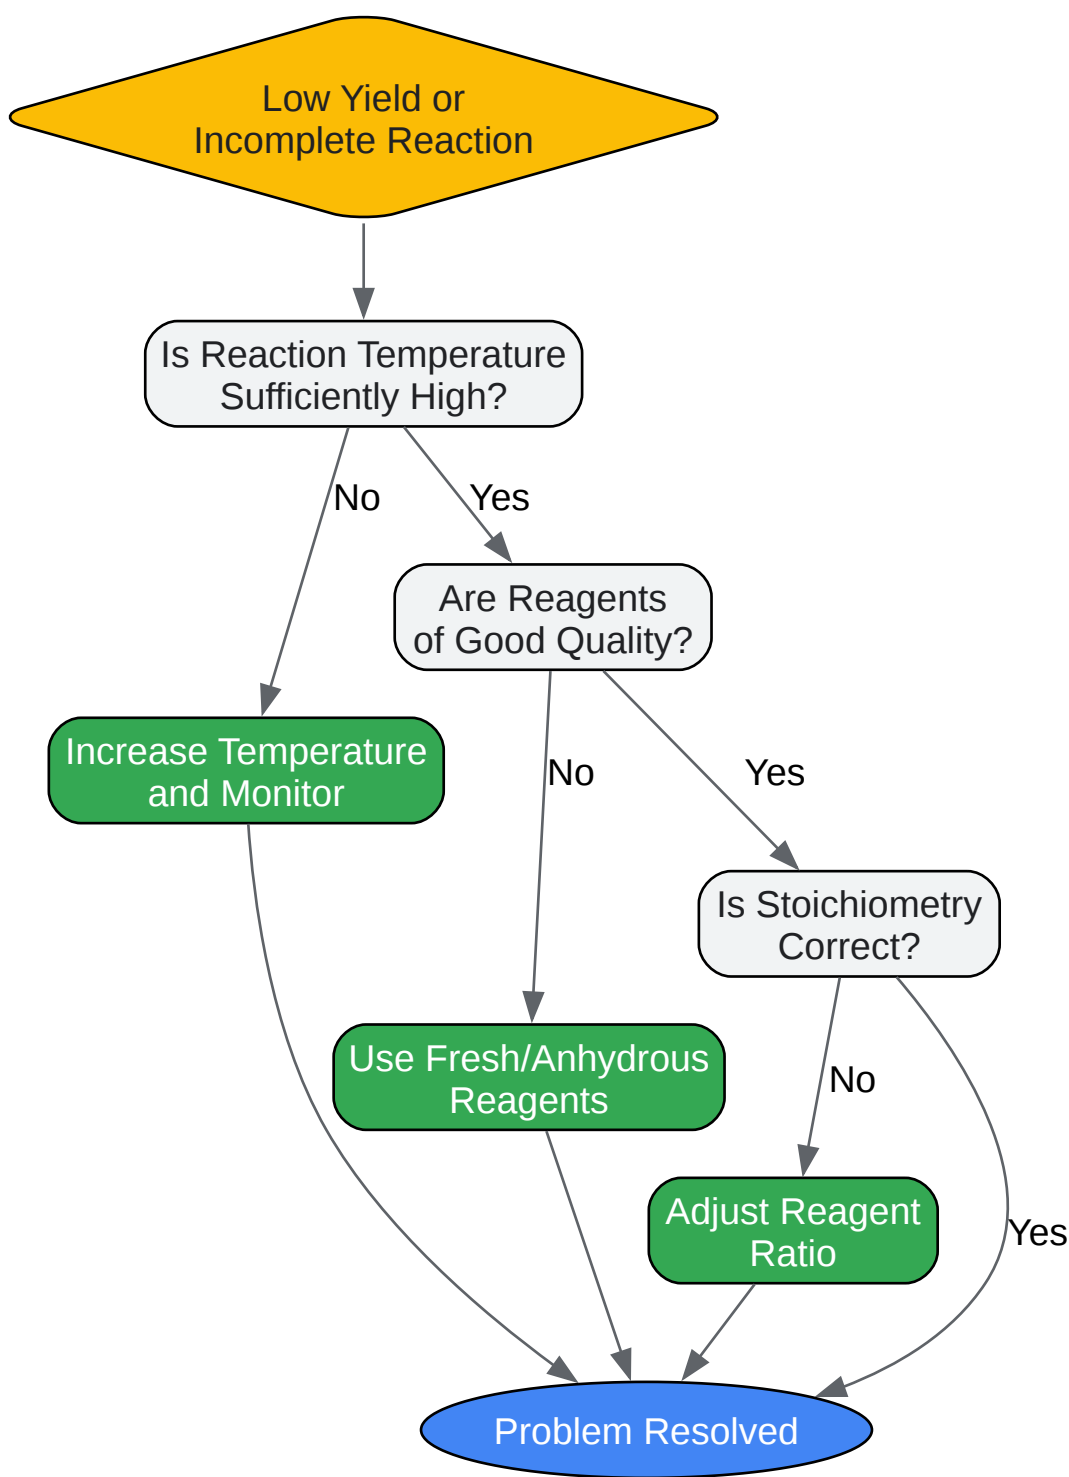 Low Yield or
Incomplete Reaction
Is Reaction Temperature
Sufficiently High?
No
Yes
Are Reagents
of Good Quality?
Increase Temperature
and Monitor
No
Yes
Is Stoichiometry
Correct?
Use Fresh/Anhydrous
Reagents
No
Adjust Reagent
Ratio
Yes
Problem Resolved